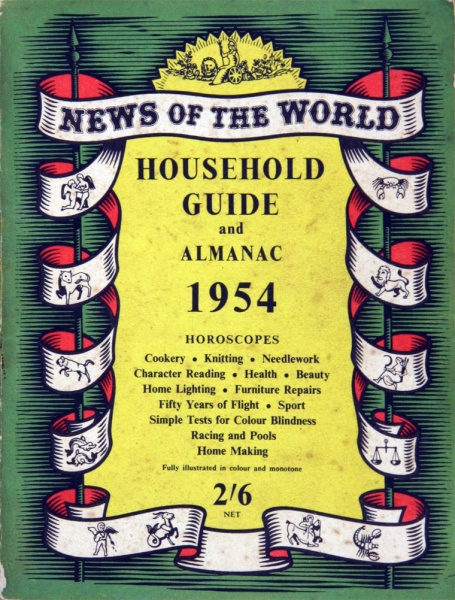 NEWS OF THE WORLD
HOUSEHOLD
GUIDE
and
ALMANAC
1954
HOROSCOPES
Cookery • Knitting • Needlework
Character Reading • Health • Beauty
Home Lighting • Furniture Repairs
Fifty Years of Flight • Sport
Simple Tests for Colour Blindness
Racing and Pools
Home Making
Fully illustrated in colour and monotone
2/6
NET